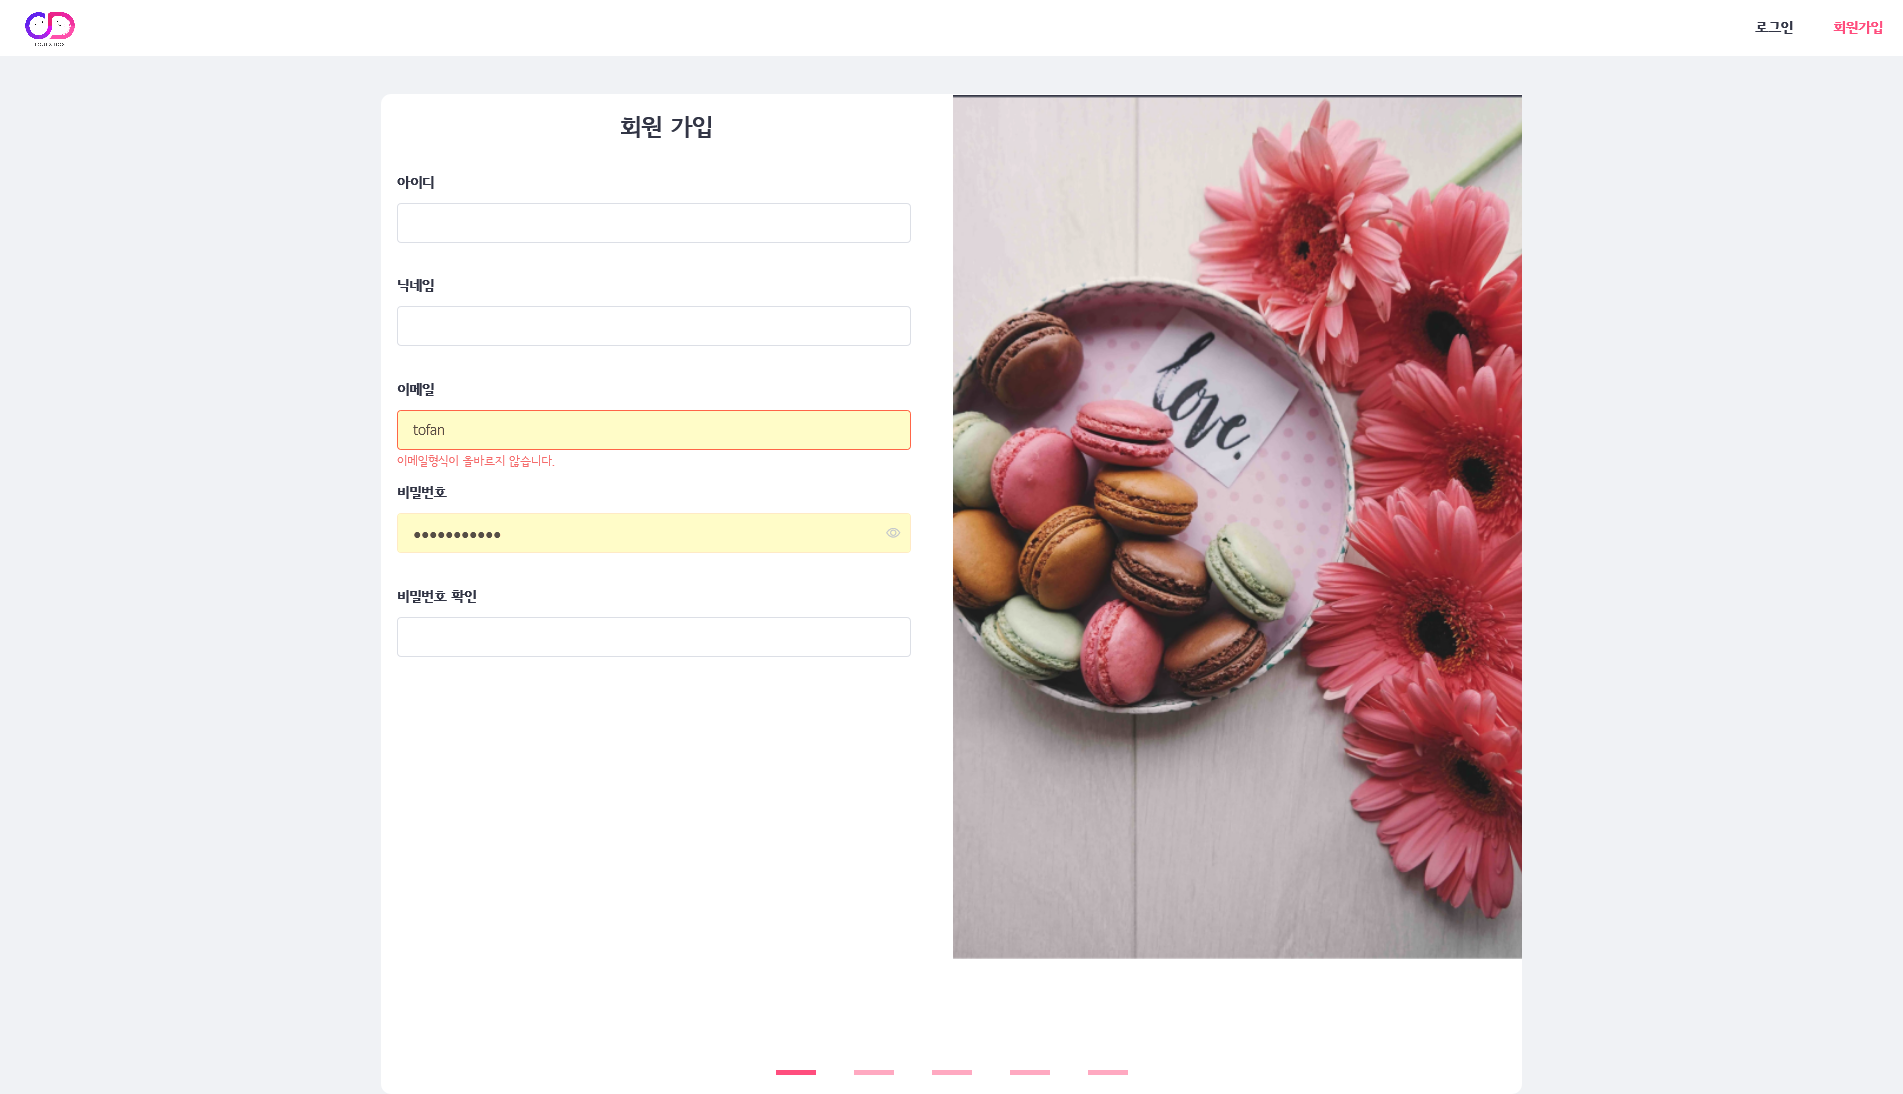 로그인
회원가입
회원 가입
아이디
닉네임
이메일
tofan
이메일형식이 올바르지 않습니다.
비밀번호
●●●●●●●●●●●
비밀번호 확인
love.